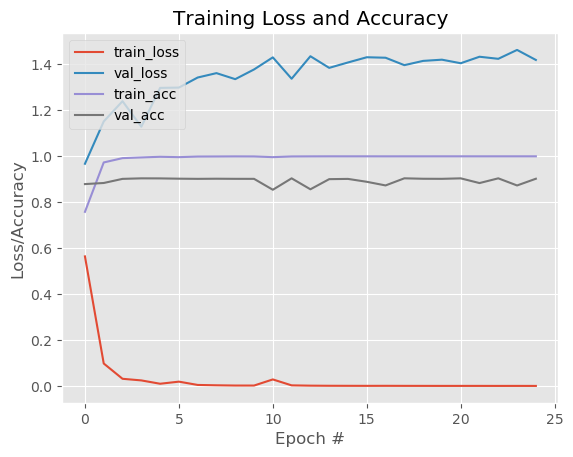 Training Loss and Accuracy
train_loss
val_loss
train_acc
val_acc
1.4
1.2
1.0
0.8
0.6
0.4
0.2
0.0
Loss/Accuracy
0 5 10 15 20 25
Epoch #